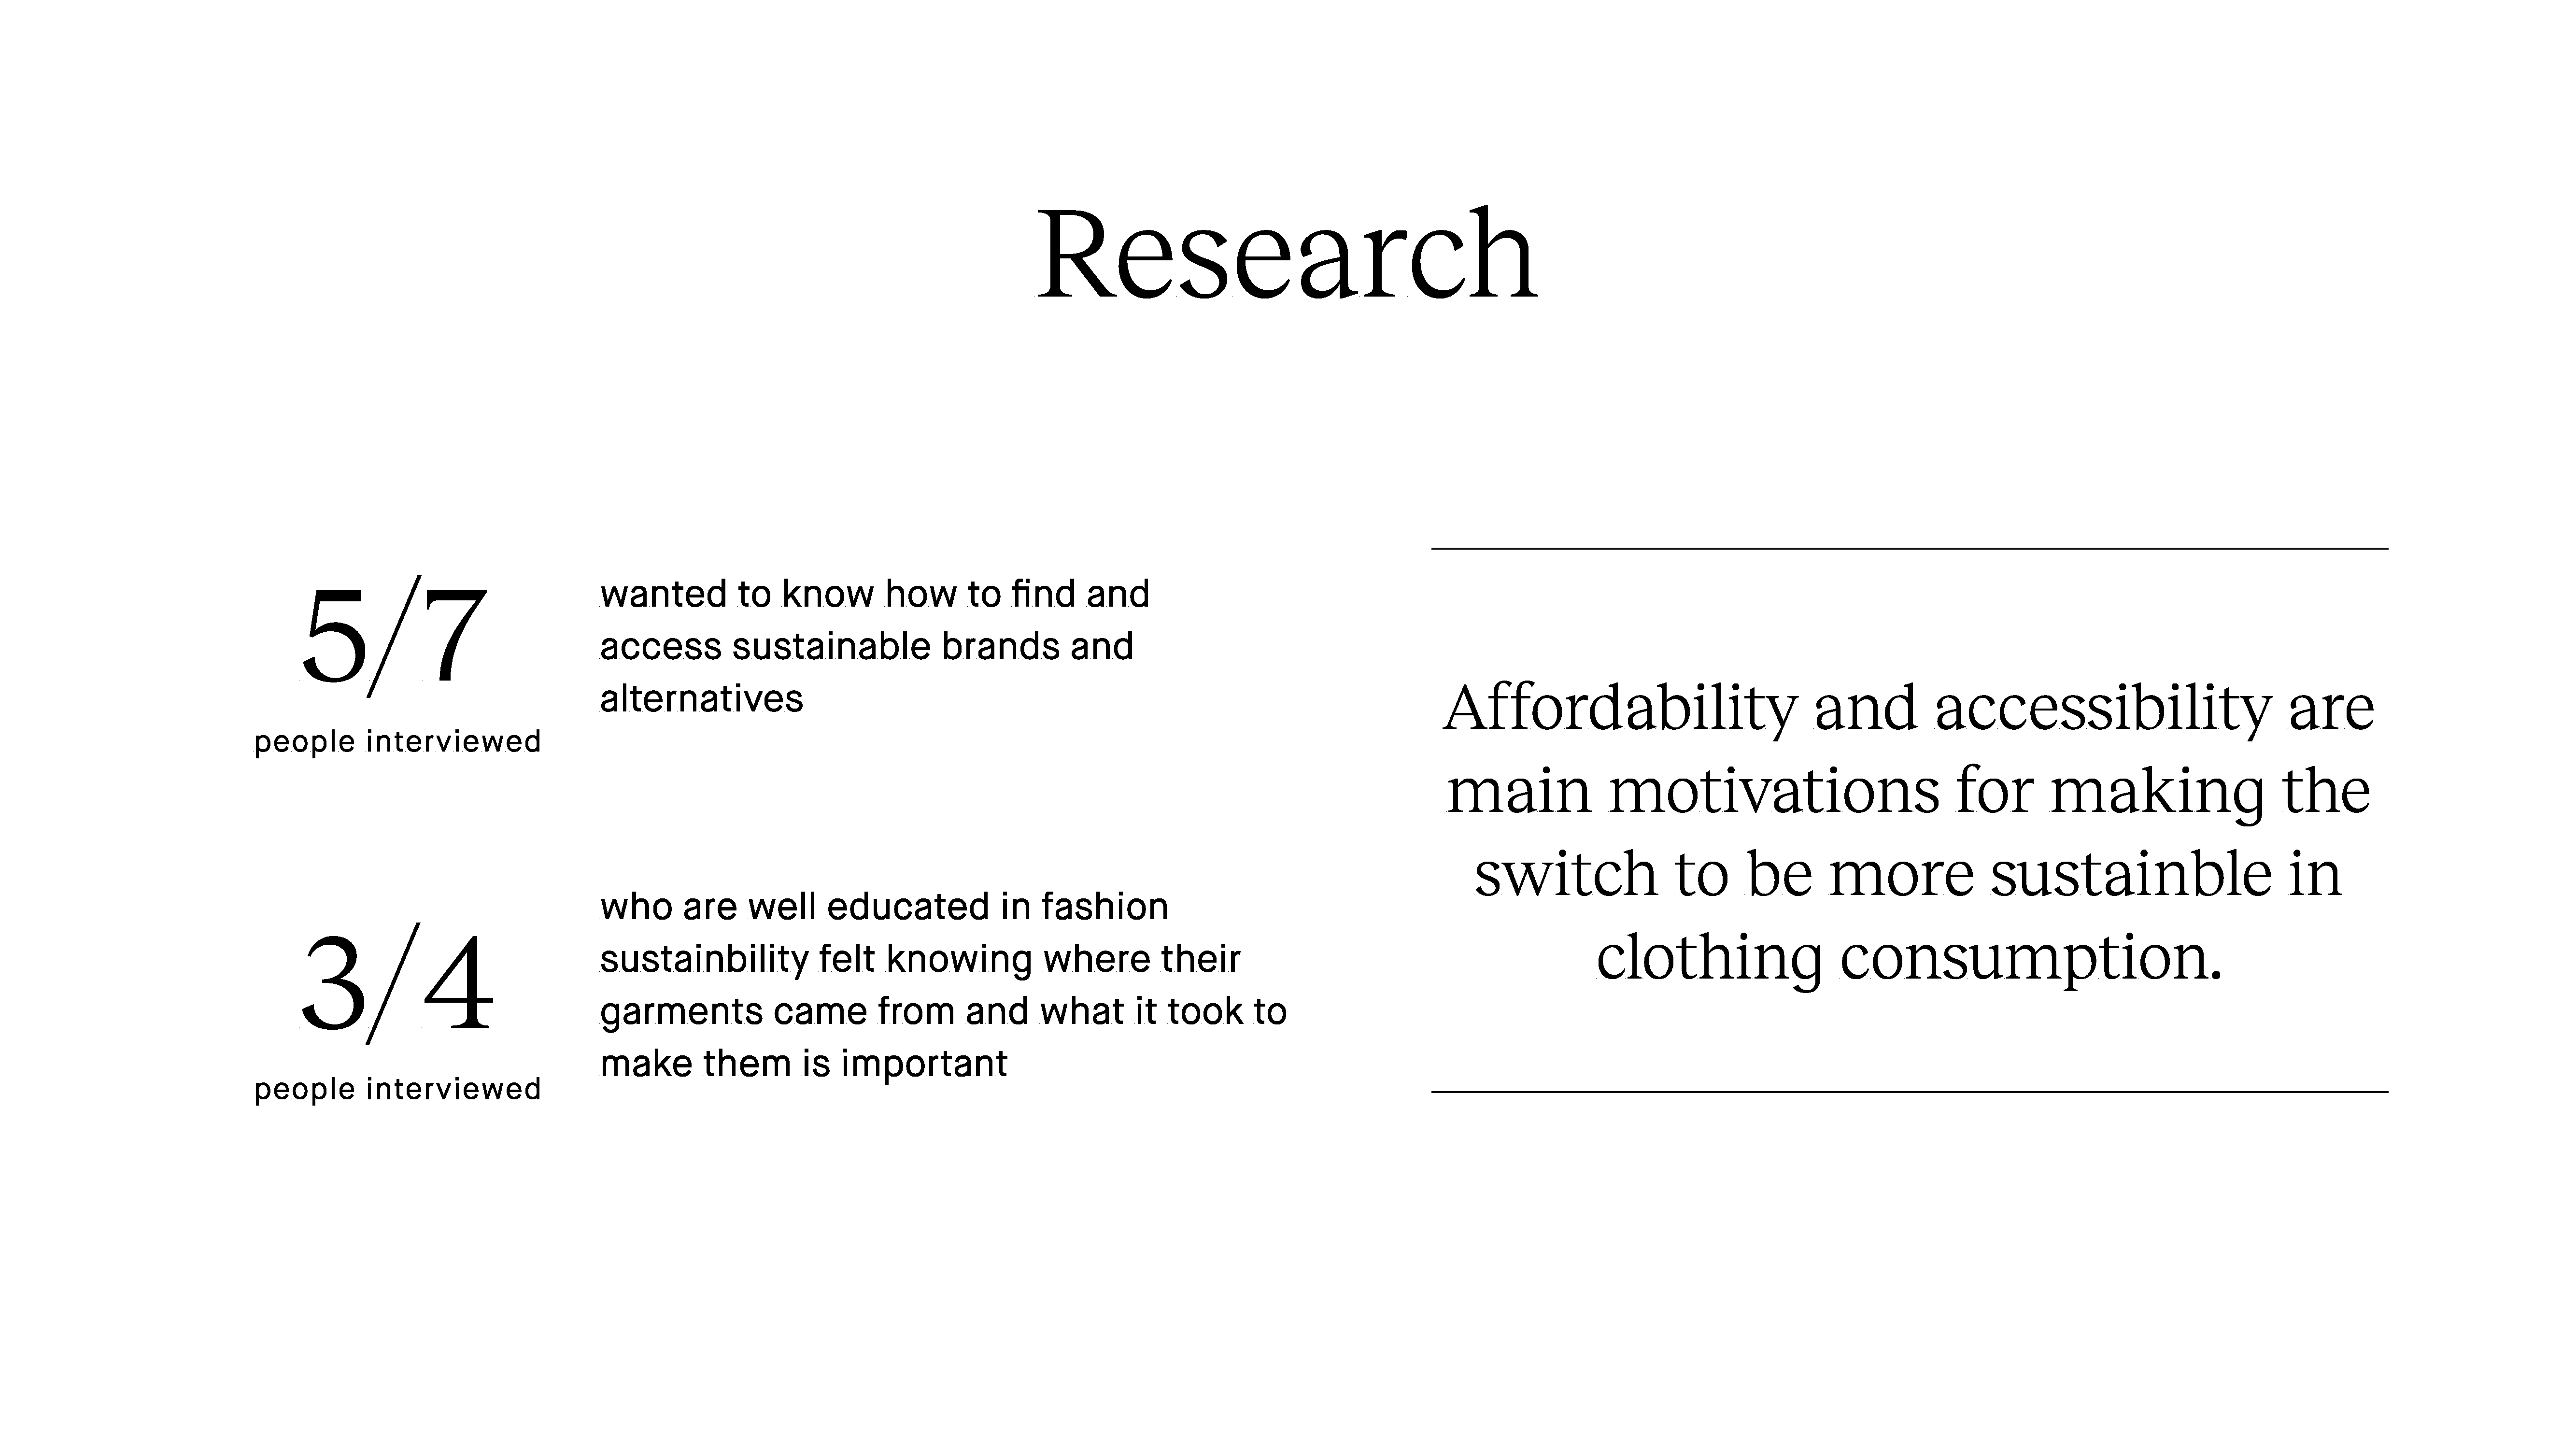 Research
5/7
people interviewed
wanted to know how to find and
access sustainable brands and
alternatives
3/4
people interviewed
who are well educated in fashion
sustainbility felt knowing where their
garments came from and what it took to
make them is important
Affordability and accessibility are
main motivations for making the
switch to be more sustainble in
clothing consumption.